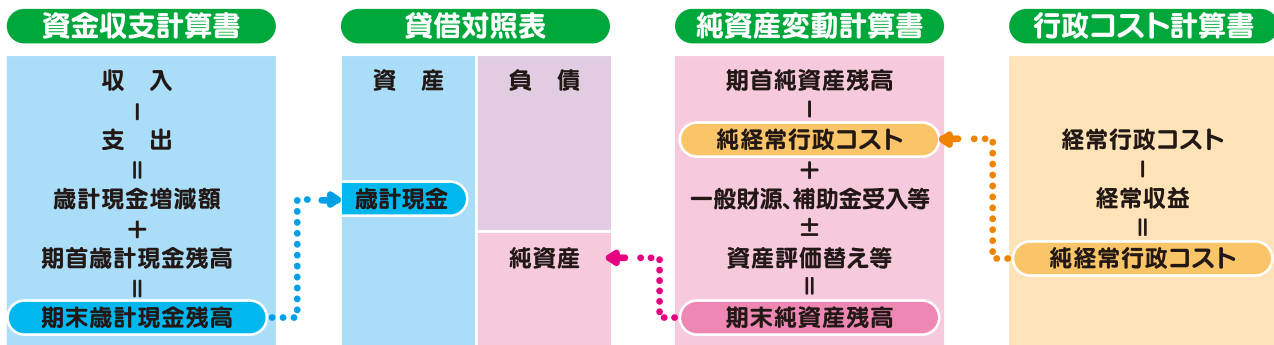 資金収支計算書
収 入
－
支 出
＝
歳計現金増減額
＋
期首歳計現金残高
＝
期末歳計現金残高
貸借対照表
資 産
歳計現金
負 債
純資産
純資産変動計算書
期首純資産残高
－
純経常行政コスト
＋
一般財源、補助金受入等
±
資産評価替え等
＝
期末純資産残高
行政コスト計算書
経常行政コスト
－
経常収益
＝
純経常行政コスト